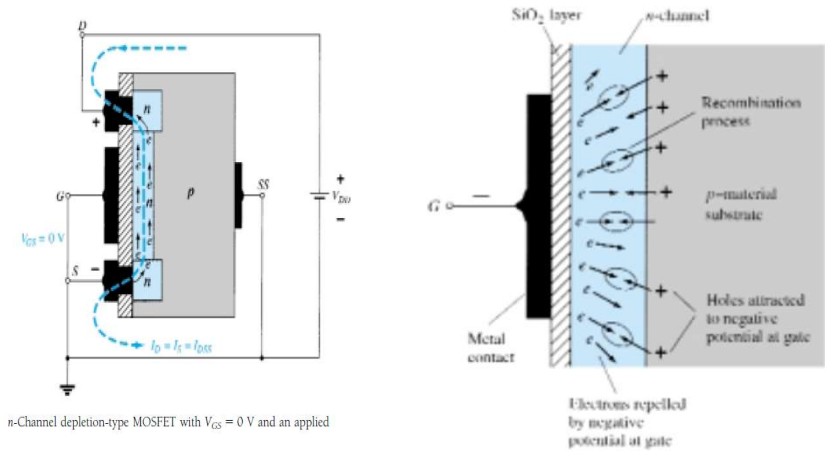 D
n
+
e
e
e
e
n
p
G
SS
+
V_DD
−
V_GS = 0 V
e
e
e
S
−
e
n
I_D = I_S = I_DSS
n-Channel depletion-type MOSFET with V_GS = 0 V and an applied
SiO₂ layer
n-channel
e
+
e
+
Recombination
process
e
+
e
e
+
p-material
substrate
−
G
e
e
e
+
Holes attracted
to negative
potential at gate
e
e
e
+
Metal
contact
Electrons repelled
by negative
potential at gate